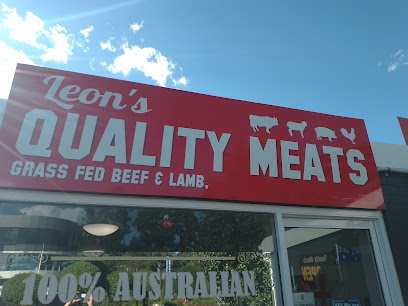 Leon's
QUALITY MEATS
GRASS FED BEEF & LAMB,
100% AUSTRALIAN